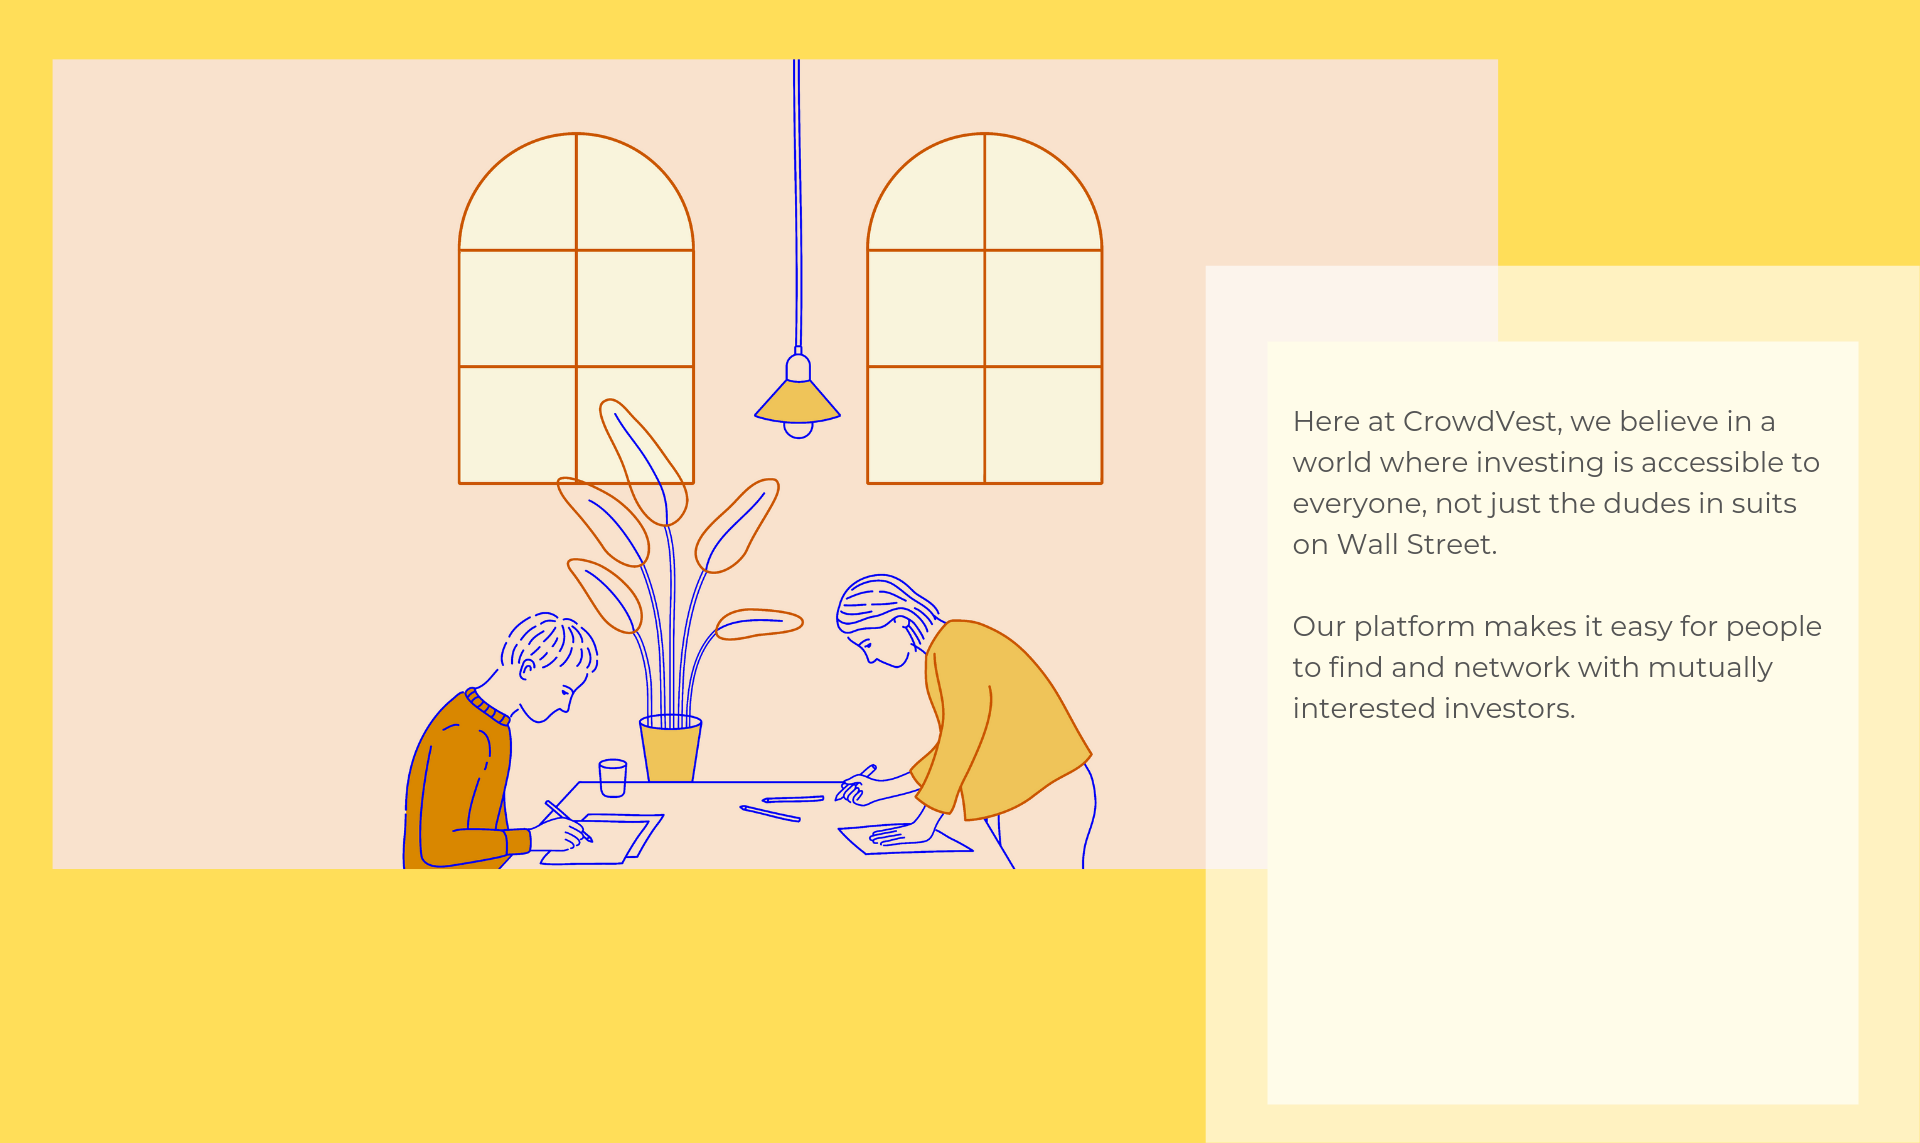 Here at CrowdVest, we believe in a
world where investing is accessible to
everyone, not just the dudes in suits
on Wall Street.
Our platform makes it easy for people
to find and network with mutually
interested investors.